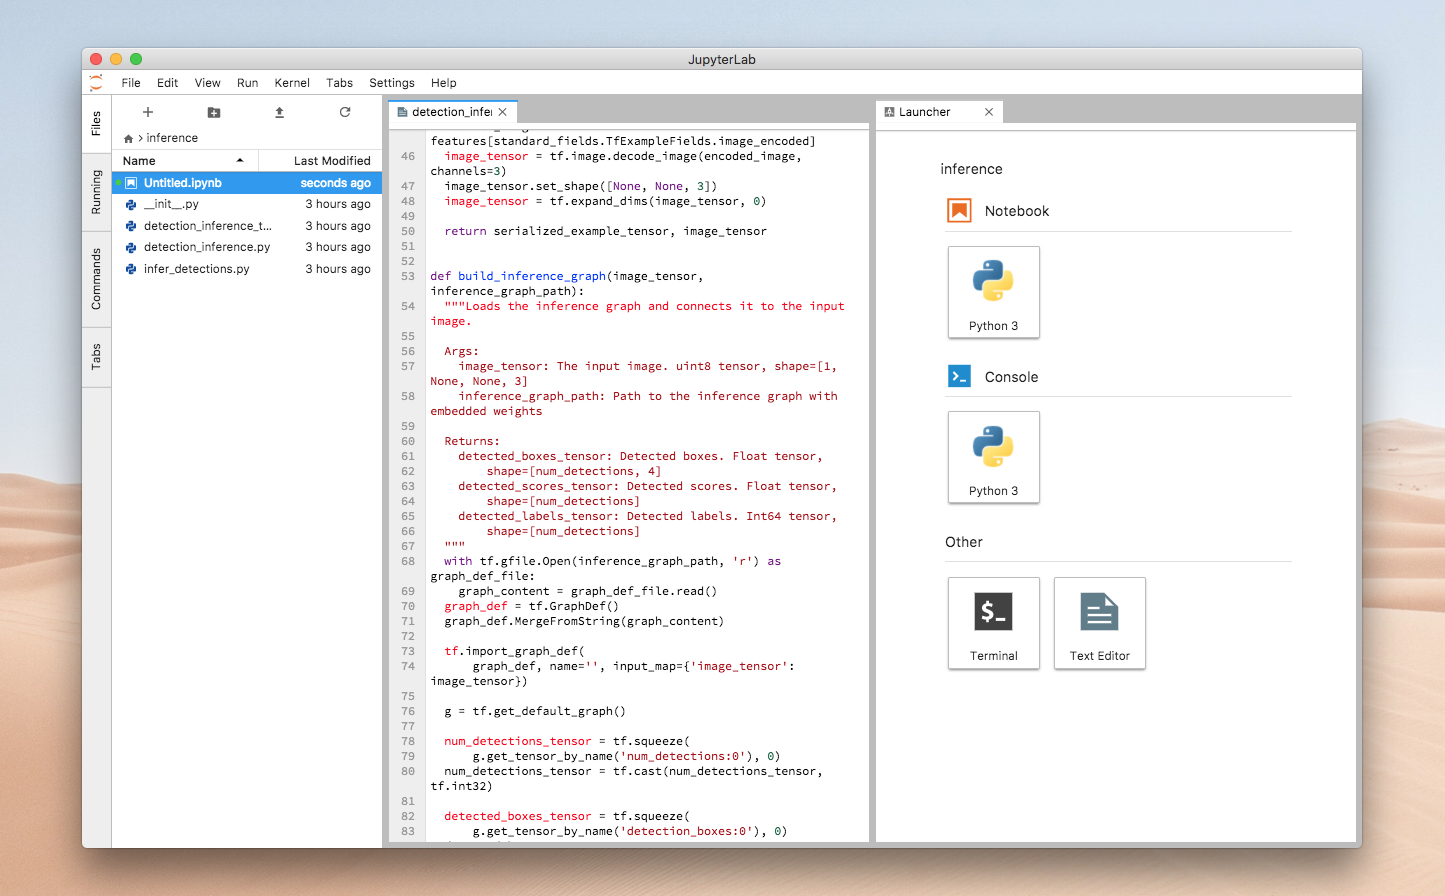 JupyterLab
File Edit View Run Kernel Tabs Settings Help
Files
Running
Commands
Tabs
inference
Name Last Modified
Untitled.ipynb seconds ago
__init__.py 3 hours ago
detection_inference_t... 3 hours ago
detection_inference.py 3 hours ago
infer_detections.py 3 hours ago
detection_infe
features[standard_fields.TfExampleFields.image_encoded]
46 image_tensor = tf.image.decode_image(encoded_image,
channels=3)
47 image_tensor.set_shape([None, None, 3])
48 image_tensor = tf.expand_dims(image_tensor, 0)
49
50 return serialized_example_tensor, image_tensor
51
52
53 def build_inference_graph(image_tensor,
inference_graph_path):
54 """Loads the inference graph and connects it to the input
image.
55
56 Args:
57 image_tensor: The input image. uint8 tensor, shape=[1,
None, None, 3]
58 inference_graph_path: Path to the inference graph with
embedded weights
59
60 Returns:
61 detected_boxes_tensor: Detected boxes. Float tensor,
62 shape=[num_detections, 4]
63 detected_scores_tensor: Detected scores. Float tensor,
64 shape=[num_detections]
65 detected_labels_tensor: Detected labels. Int64 tensor,
66 shape=[num_detections]
67 """
68 with tf.gfile.Open(inference_graph_path, 'r') as
graph_def_file:
69 graph_content = graph_def_file.read()
70 graph_def = tf.GraphDef()
71 graph_def.MergeFromString(graph_content)
72
73 tf.import_graph_def(
74 graph_def, name='', input_map={'image_tensor':
image_tensor})
75
76 g = tf.get_default_graph()
77
78 num_detections_tensor = tf.squeeze(
79 g.get_tensor_by_name('num_detections:0'), 0)
80 num_detections_tensor = tf.cast(num_detections_tensor,
tf.int32)
81
82 detected_boxes_tensor = tf.squeeze(
83 g.get_tensor_by_name('detection_boxes:0'), 0)
Launcher
inference
Notebook
Python 3
>_ Console
Python 3
Other
$_
Terminal
Text Editor